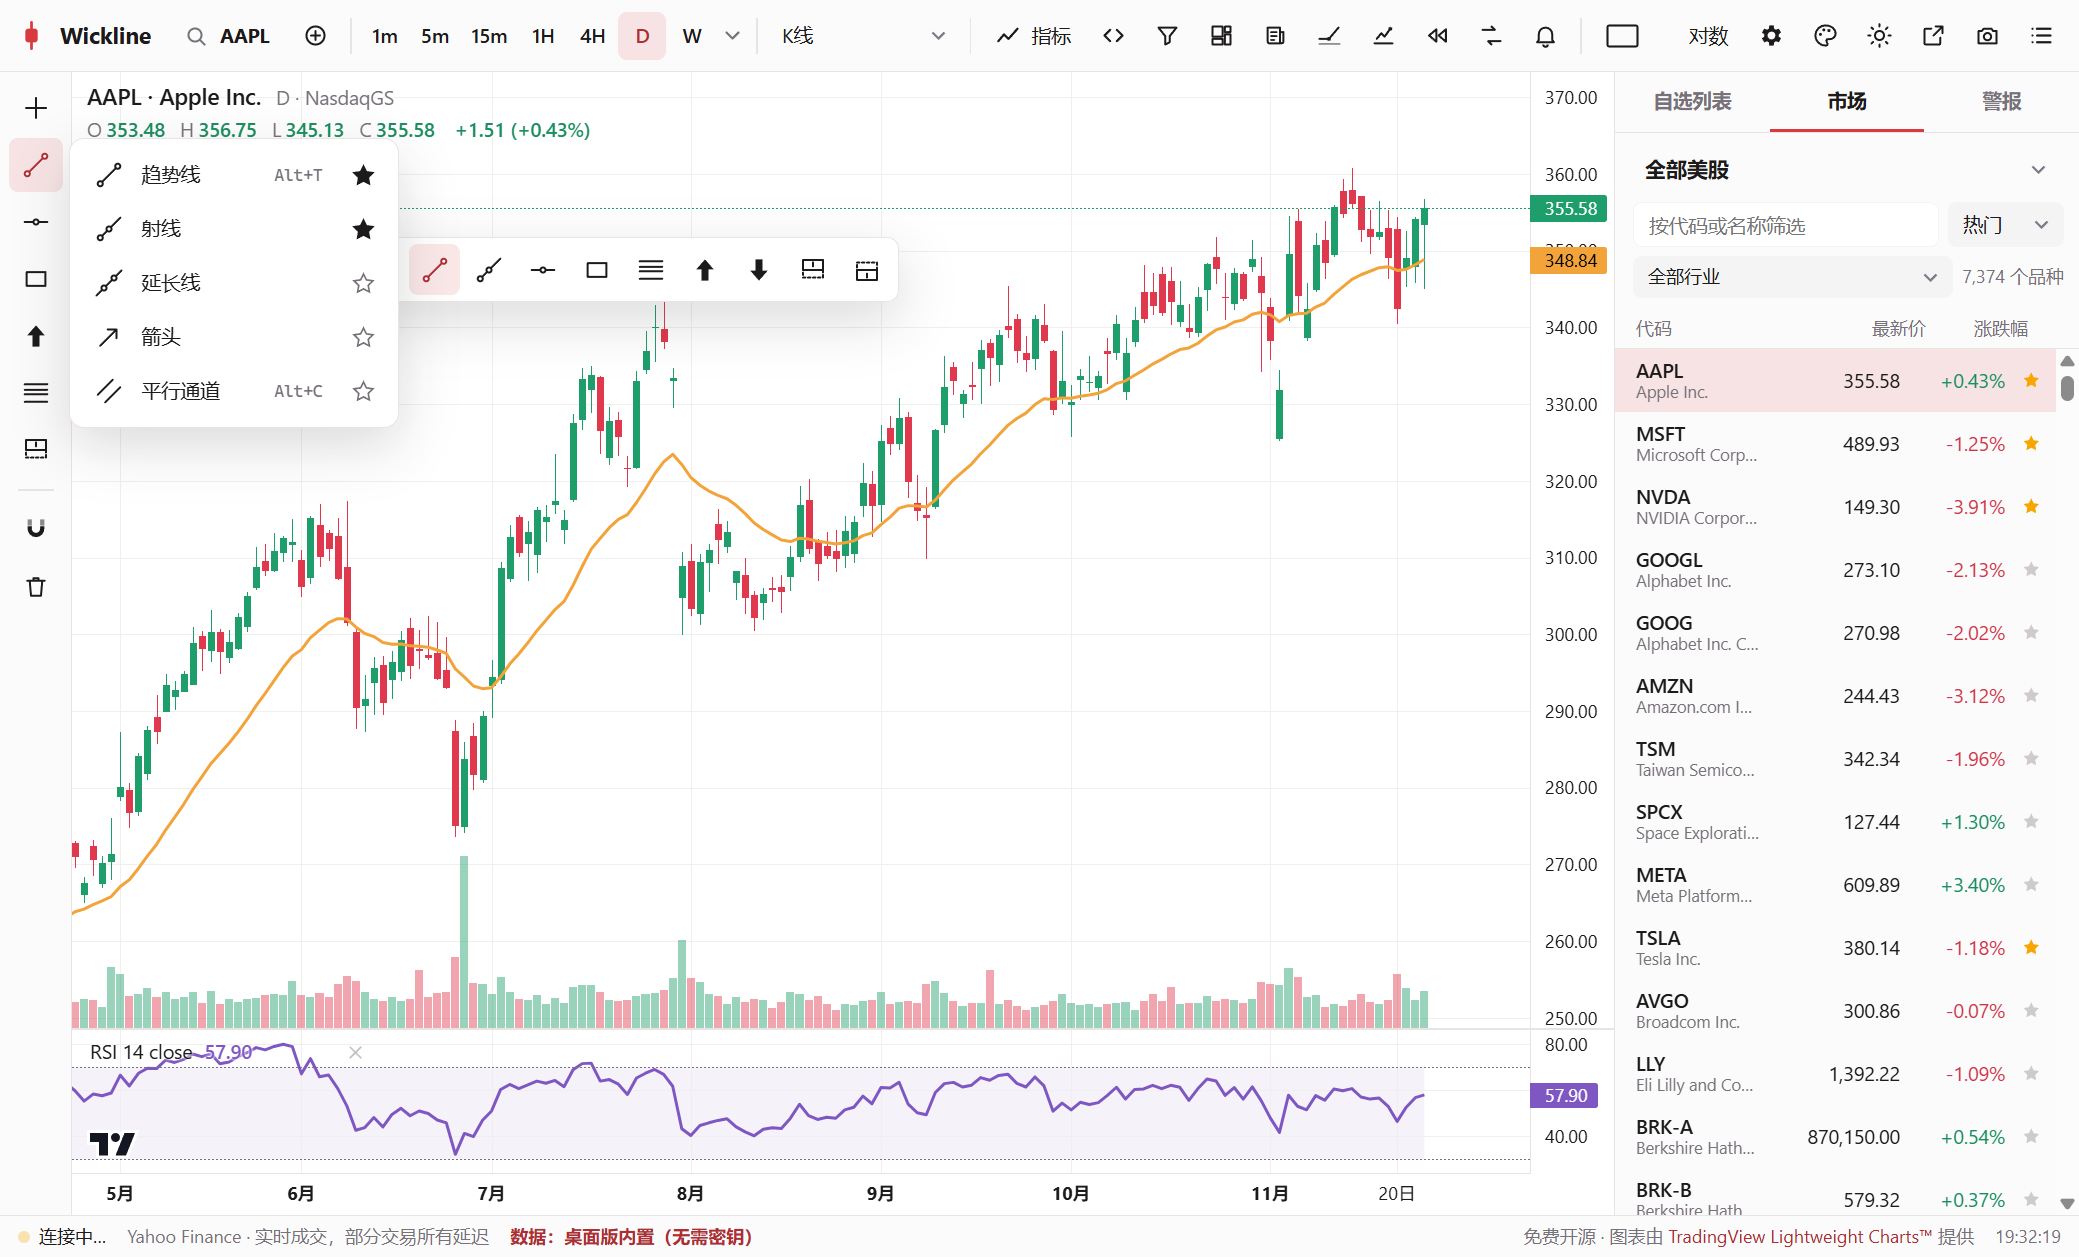 Wickline AAPL 1m 5m 15m 1H 4H D W K线 指标 对数
AAPL · Apple Inc. D · NasdaqGS
O 353.48 H 356.75 L 345.13 C 355.58 +1.51 (+0.43%)
趋势线 Alt+T
射线
延长线
箭头
平行通道 Alt+C
370.00
360.00
355.58
348.84
340.00
330.00
320.00
310.00
300.00
290.00
280.00
270.00
260.00
250.00
RSI 14 close 57.90
80.00
57.90
40.00
5月 6月 7月 8月 9月 10月 11月 20日
自选列表 市场 警报
全部美股
按代码或名称筛选 热门
全部行业 7,374 个品种
代码 最新价 涨跌幅
AAPL 355.58 +0.43%
Apple Inc.
MSFT 489.93 -1.25%
Microsoft Corp...
NVDA 149.30 -3.91%
NVIDIA Corpor...
GOOGL 273.10 -2.13%
Alphabet Inc.
GOOG 270.98 -2.02%
Alphabet Inc. C...
AMZN 244.43 -3.12%
Amazon.com I...
TSM 342.34 -1.96%
Taiwan Semico...
SPCX 127.44 +1.30%
Space Explorati...
META 609.89 +3.40%
Meta Platform...
TSLA 380.14 -1.18%
Tesla Inc.
AVGO 300.86 -0.07%
Broadcom Inc.
LLY 1,392.22 -1.09%
Eli Lilly and Co...
BRK-A 870,150.00 +0.54%
Berkshire Hath...
BRK-B 579.32 +0.37%
Berkshire Hath
连接中... Yahoo Finance · 实时成交，部分交易所有延迟 数据：桌面版内置（无需密钥）
免费开源 · 图表由 TradingView Lightweight Charts™ 提供 19:32:19